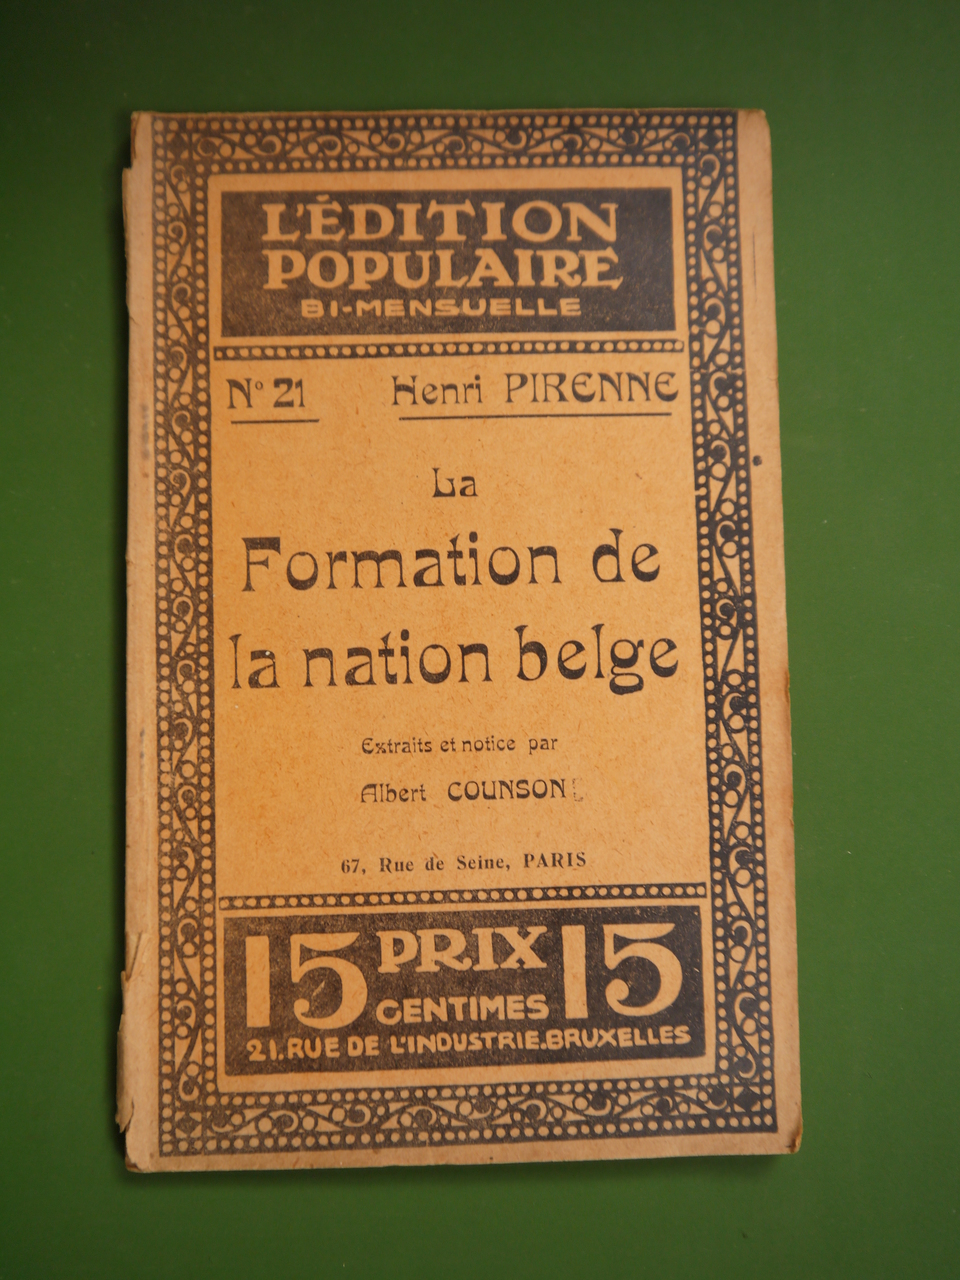 L'ÉDITION
POPULAIRE
BI-MENSUELLE
N° 21 Henri PIRENNE
La
Formation de
la nation belge
Extraits et notice par
Albert COUNSON
67, Rue de Seine, PARIS
15 PRIX 15
CENTIMES
21.RUE DE L'INDUSTRIE.BRUXELLES